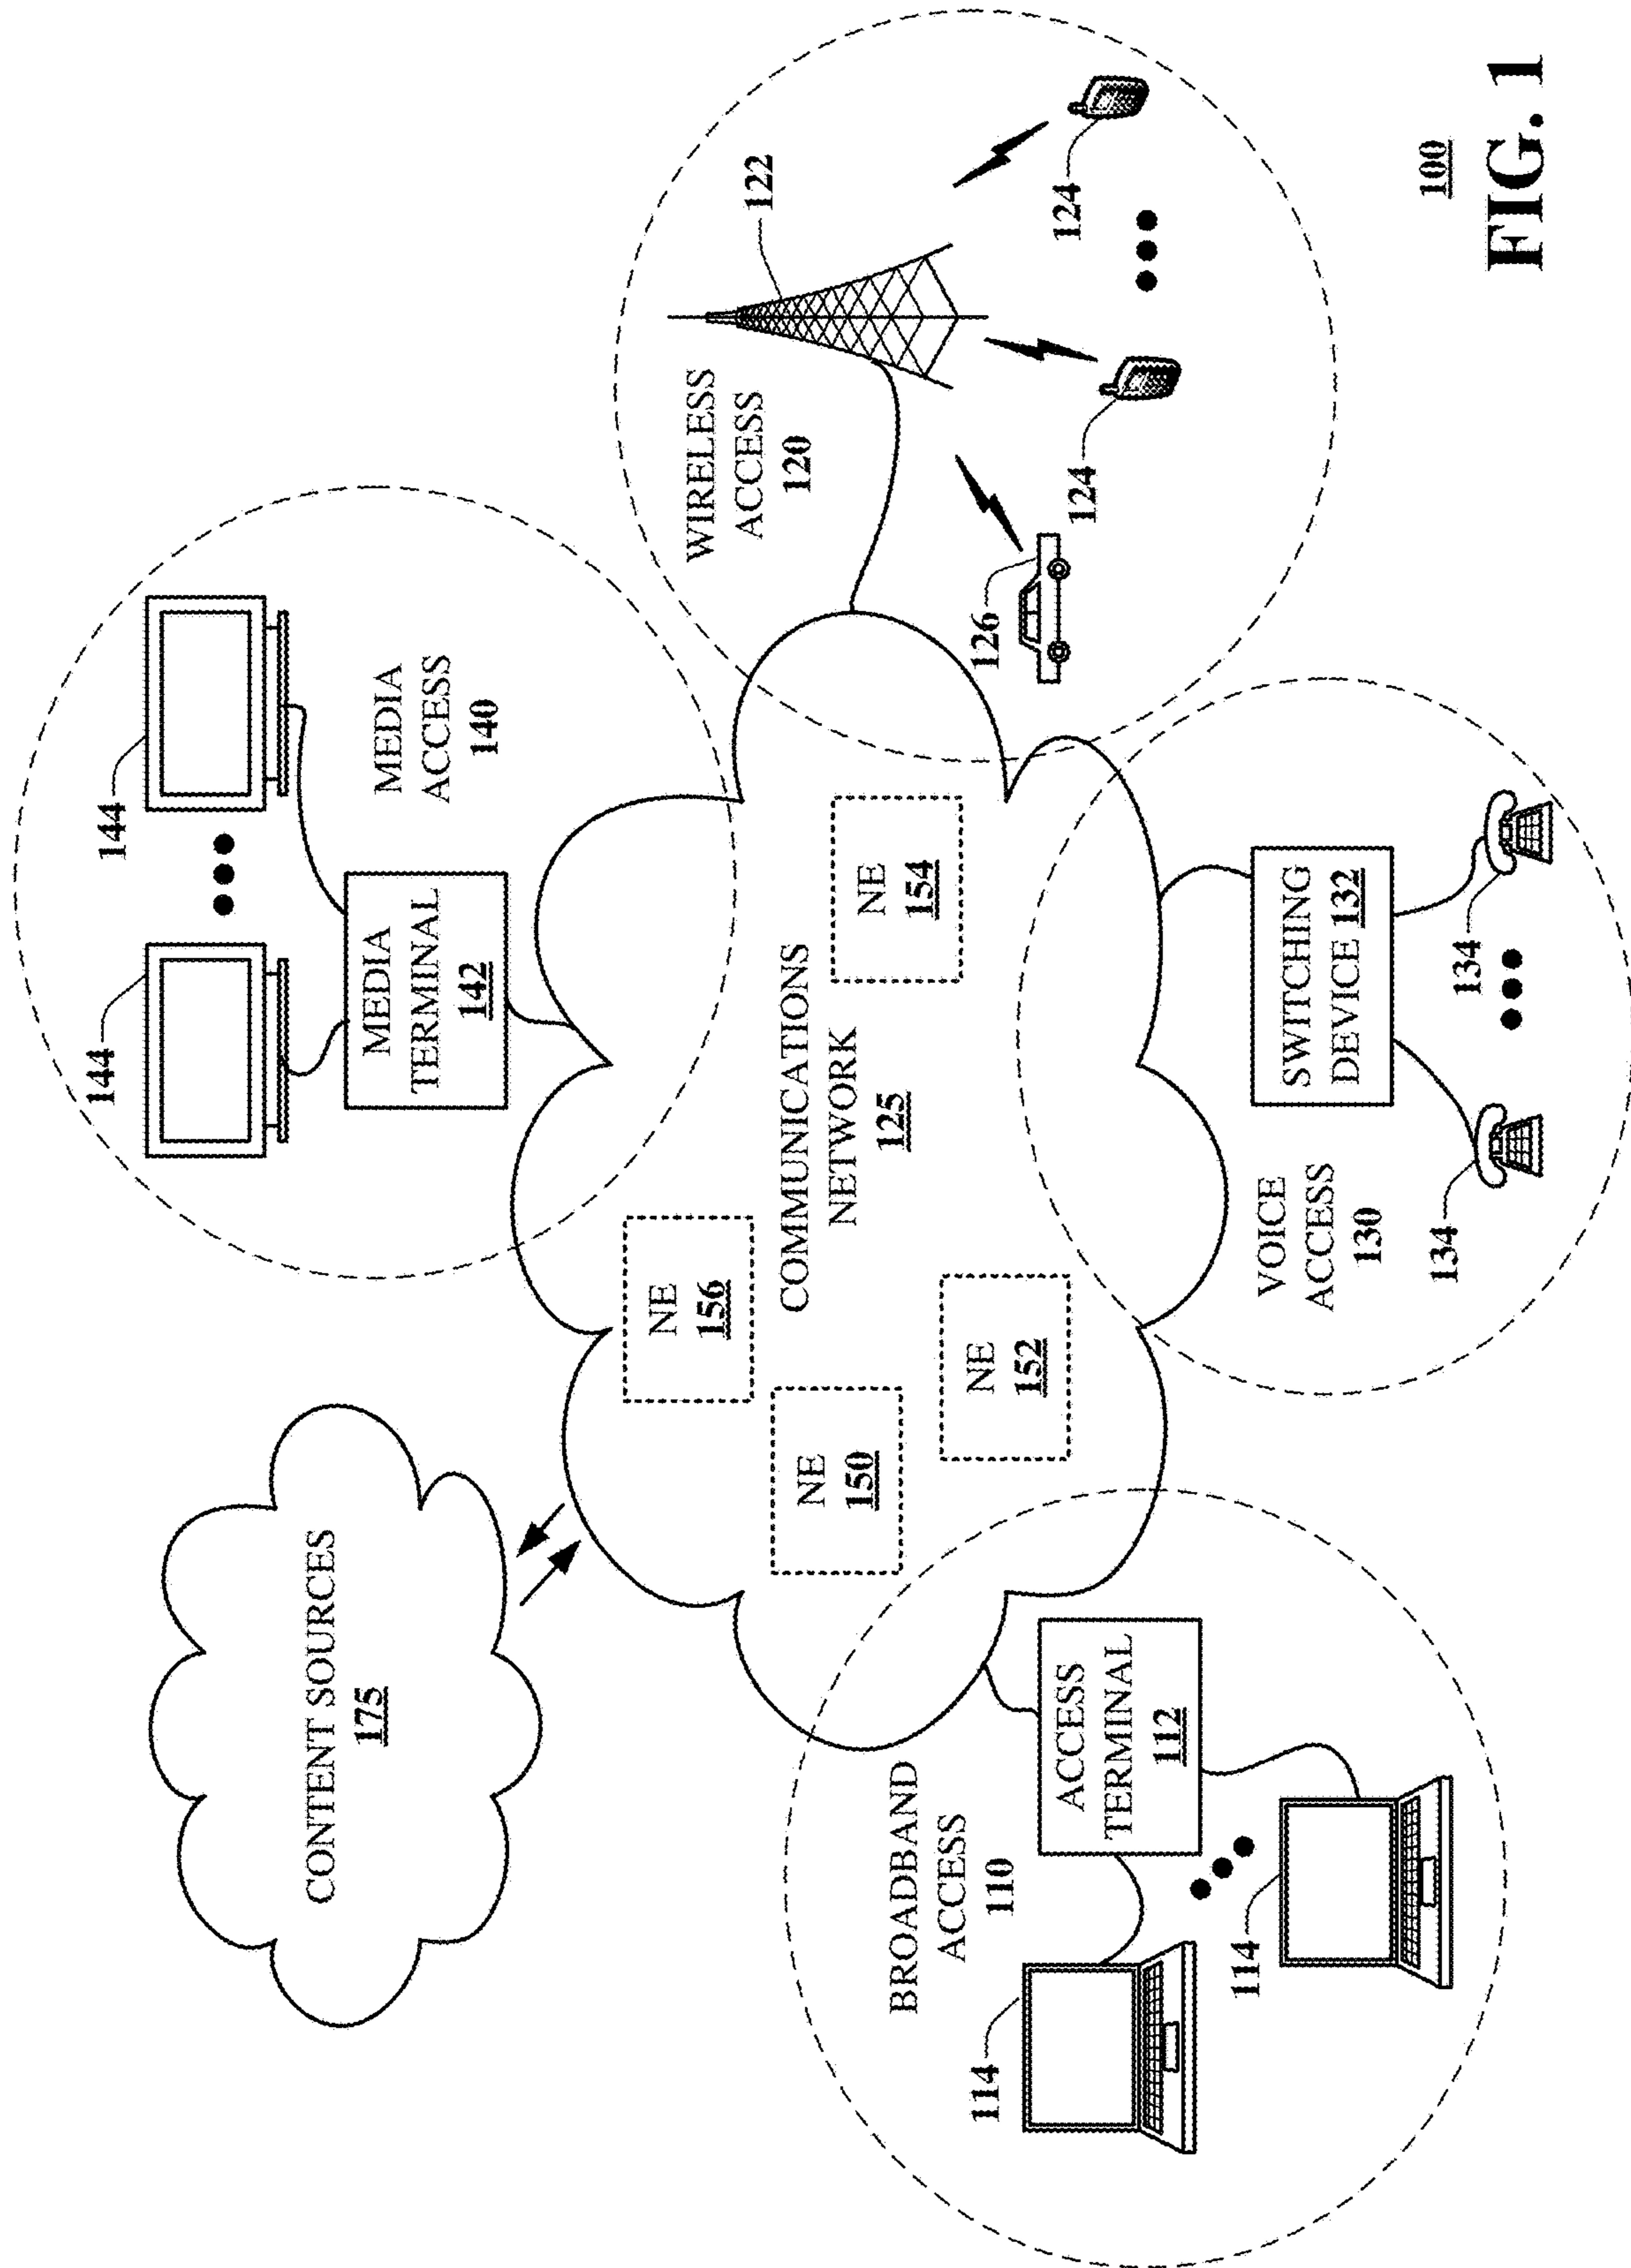 CONTENT SOURCES
175
144
144
MEDIA
TERMINAL
142
MEDIA
ACCESS
140
WIRELESS
ACCESS
120
122
124
124
126
NE
156
NE
150
NE
152
NE
154
COMMUNICATIONS
NETWORK
125
BROADBAND
ACCESS
110
ACCESS
TERMINAL
112
114
114
VOICE
ACCESS
130
SWITCHING
DEVICE 132
134
134
100
FIG. 1